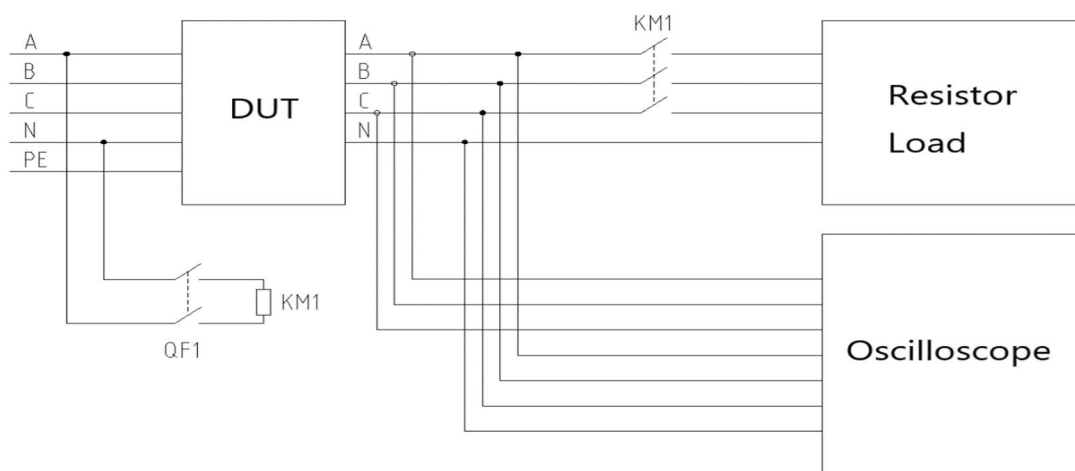 A
B
C
N
PE
DUT
A
B
C
N
KM1
Resistor
Load
KM1
QF1
Oscilloscope